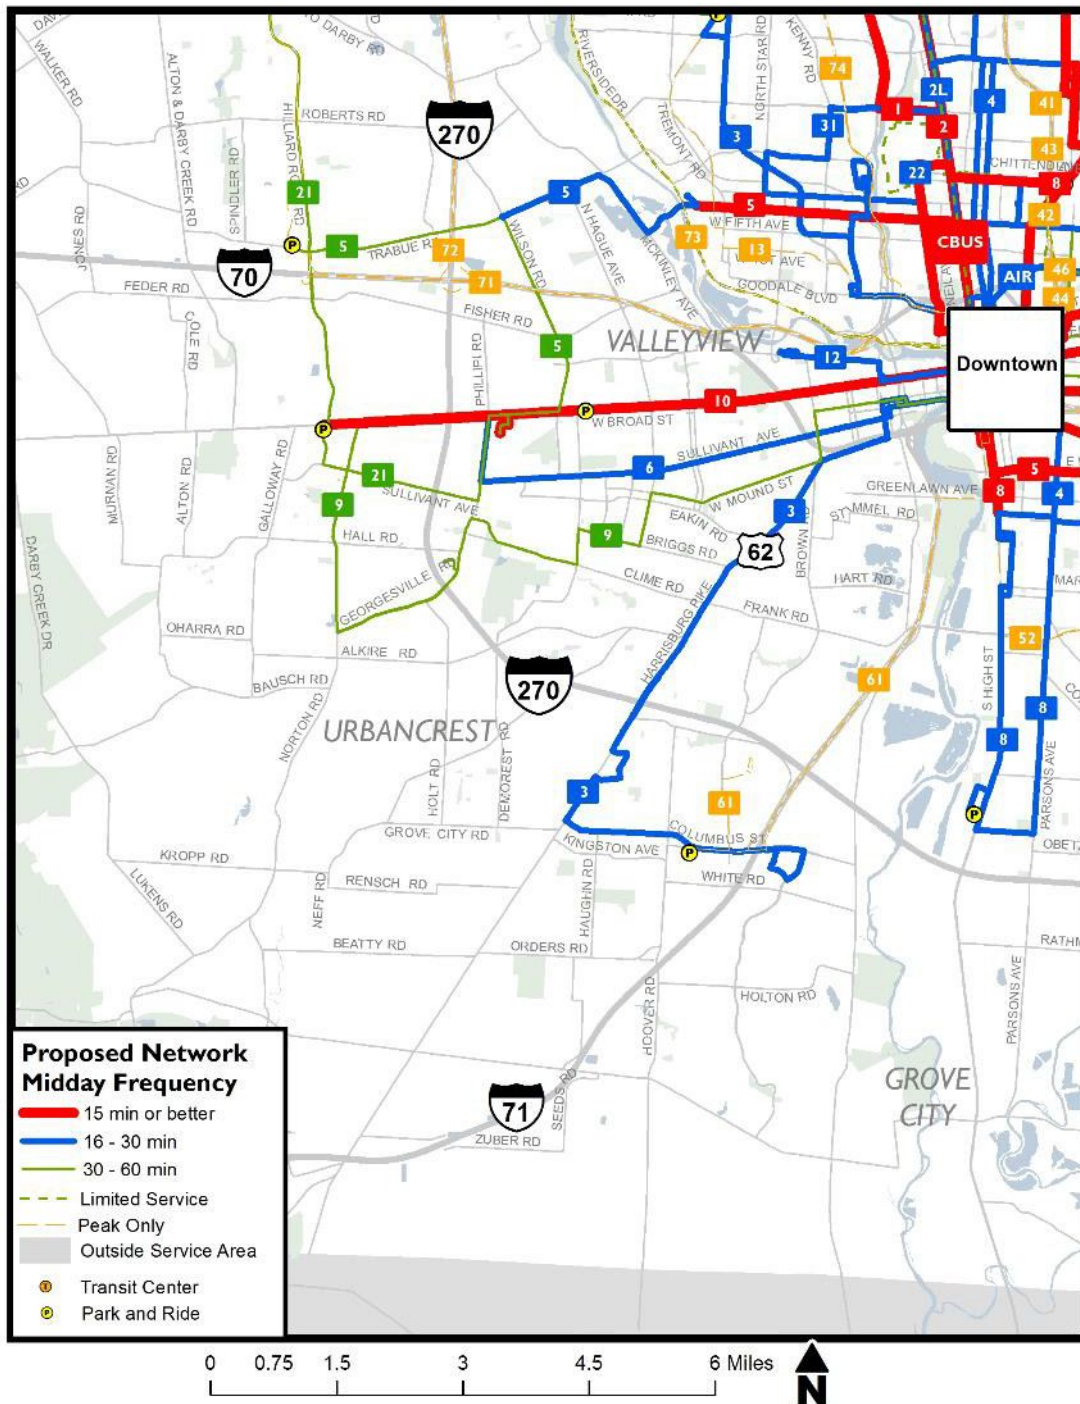 TO DARBY RD
WALKER RD
ALTON & DARBY CREEK RD
RIVERSIDE DR
NORTH STAR RD
KENNY RD
74
2L
4
41
1
ROBERTS RD
270
TREMONT RD
3
31
2
43
SPINDLER RD
21
5
22
8
JONES RD
N HAGUE AVE
5
W FIFTH AVE
42
5
TRABUE RD
72
WILSON RD
MCKINLEY AVE
73
13
CBUS
70
71
AIR
46
FEDER RD
GOODALE BLVD
44
FISHER RD
COLE RD
PHILLIPI RD
5
VALLEYVIEW
12
Downtown
10
W BROAD ST
MURNAN RD
ALTON RD
GALLOWAY RD
21
6
SULLIVANT AVE
5
SULLIVANT AVE
9
W MOUND ST
3
GREENLAWN AVE
8
4
EAKIN RD
BROWN RD
HALL RD
9
BRIGGS RD
62
DARBY CREEK DR
GEORGESVILLE RD
CLIME RD
HART RD
FRANK RD
OHARRA RD
HARRISBURG PIKE
52
ALKIRE RD
BAUSCH RD
270
61
S HIGH ST
NORTON RD
URBANCREST
8
8
HOLT RD
DEMOREST RD
3
61
PARSONS AVE
GROVE CITY RD
COLUMBUS ST
KINGSTON AVE
KROPP RD
WHITE RD
RENSCH RD
LUKENS RD
NEFF RD
HAUGHN RD
BEATTY RD
ORDERS RD
HOLTON RD
PARSONS AVE
HOOVER RD
GROVE
CITY
71
SEEDS RD
ZUBER RD
Proposed Network
Midday Frequency
15 min or better
16 - 30 min
30 - 60 min
Limited Service
Peak Only
Outside Service Area
Transit Center
P Park and Ride
0 0.75 1.5 3 4.5 6 Miles
N